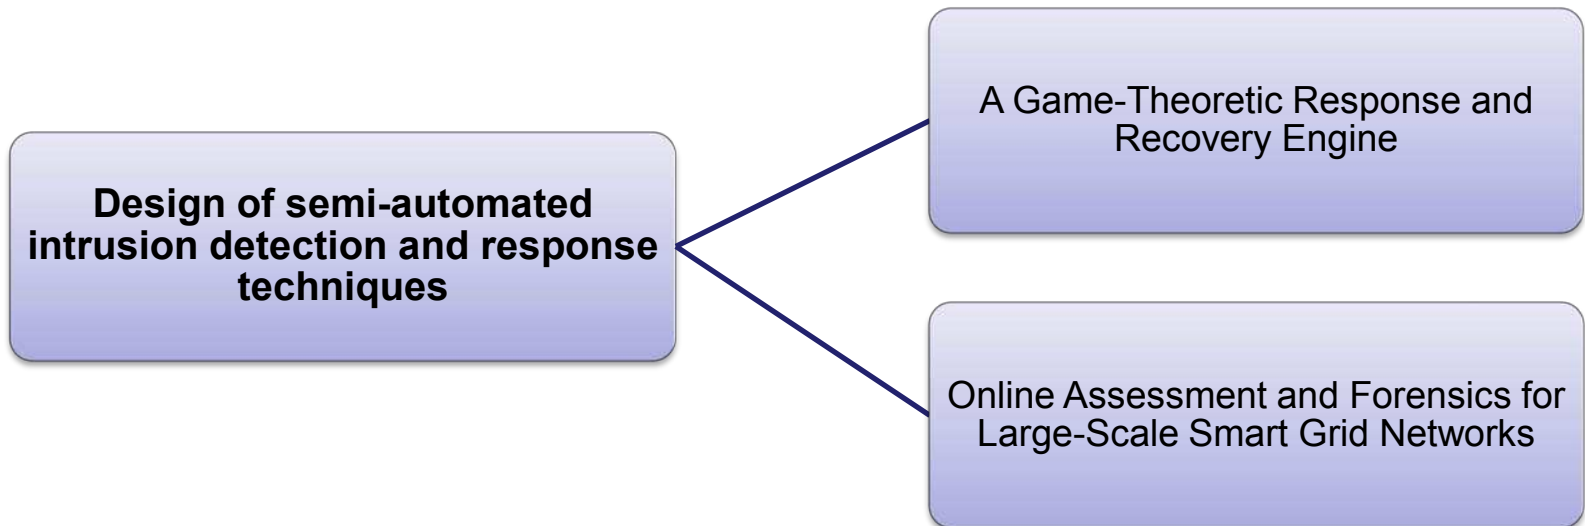 Design of semi-automated
intrusion detection and response
techniques
A Game-Theoretic Response and
Recovery Engine
Online Assessment and Forensics for
Large-Scale Smart Grid Networks